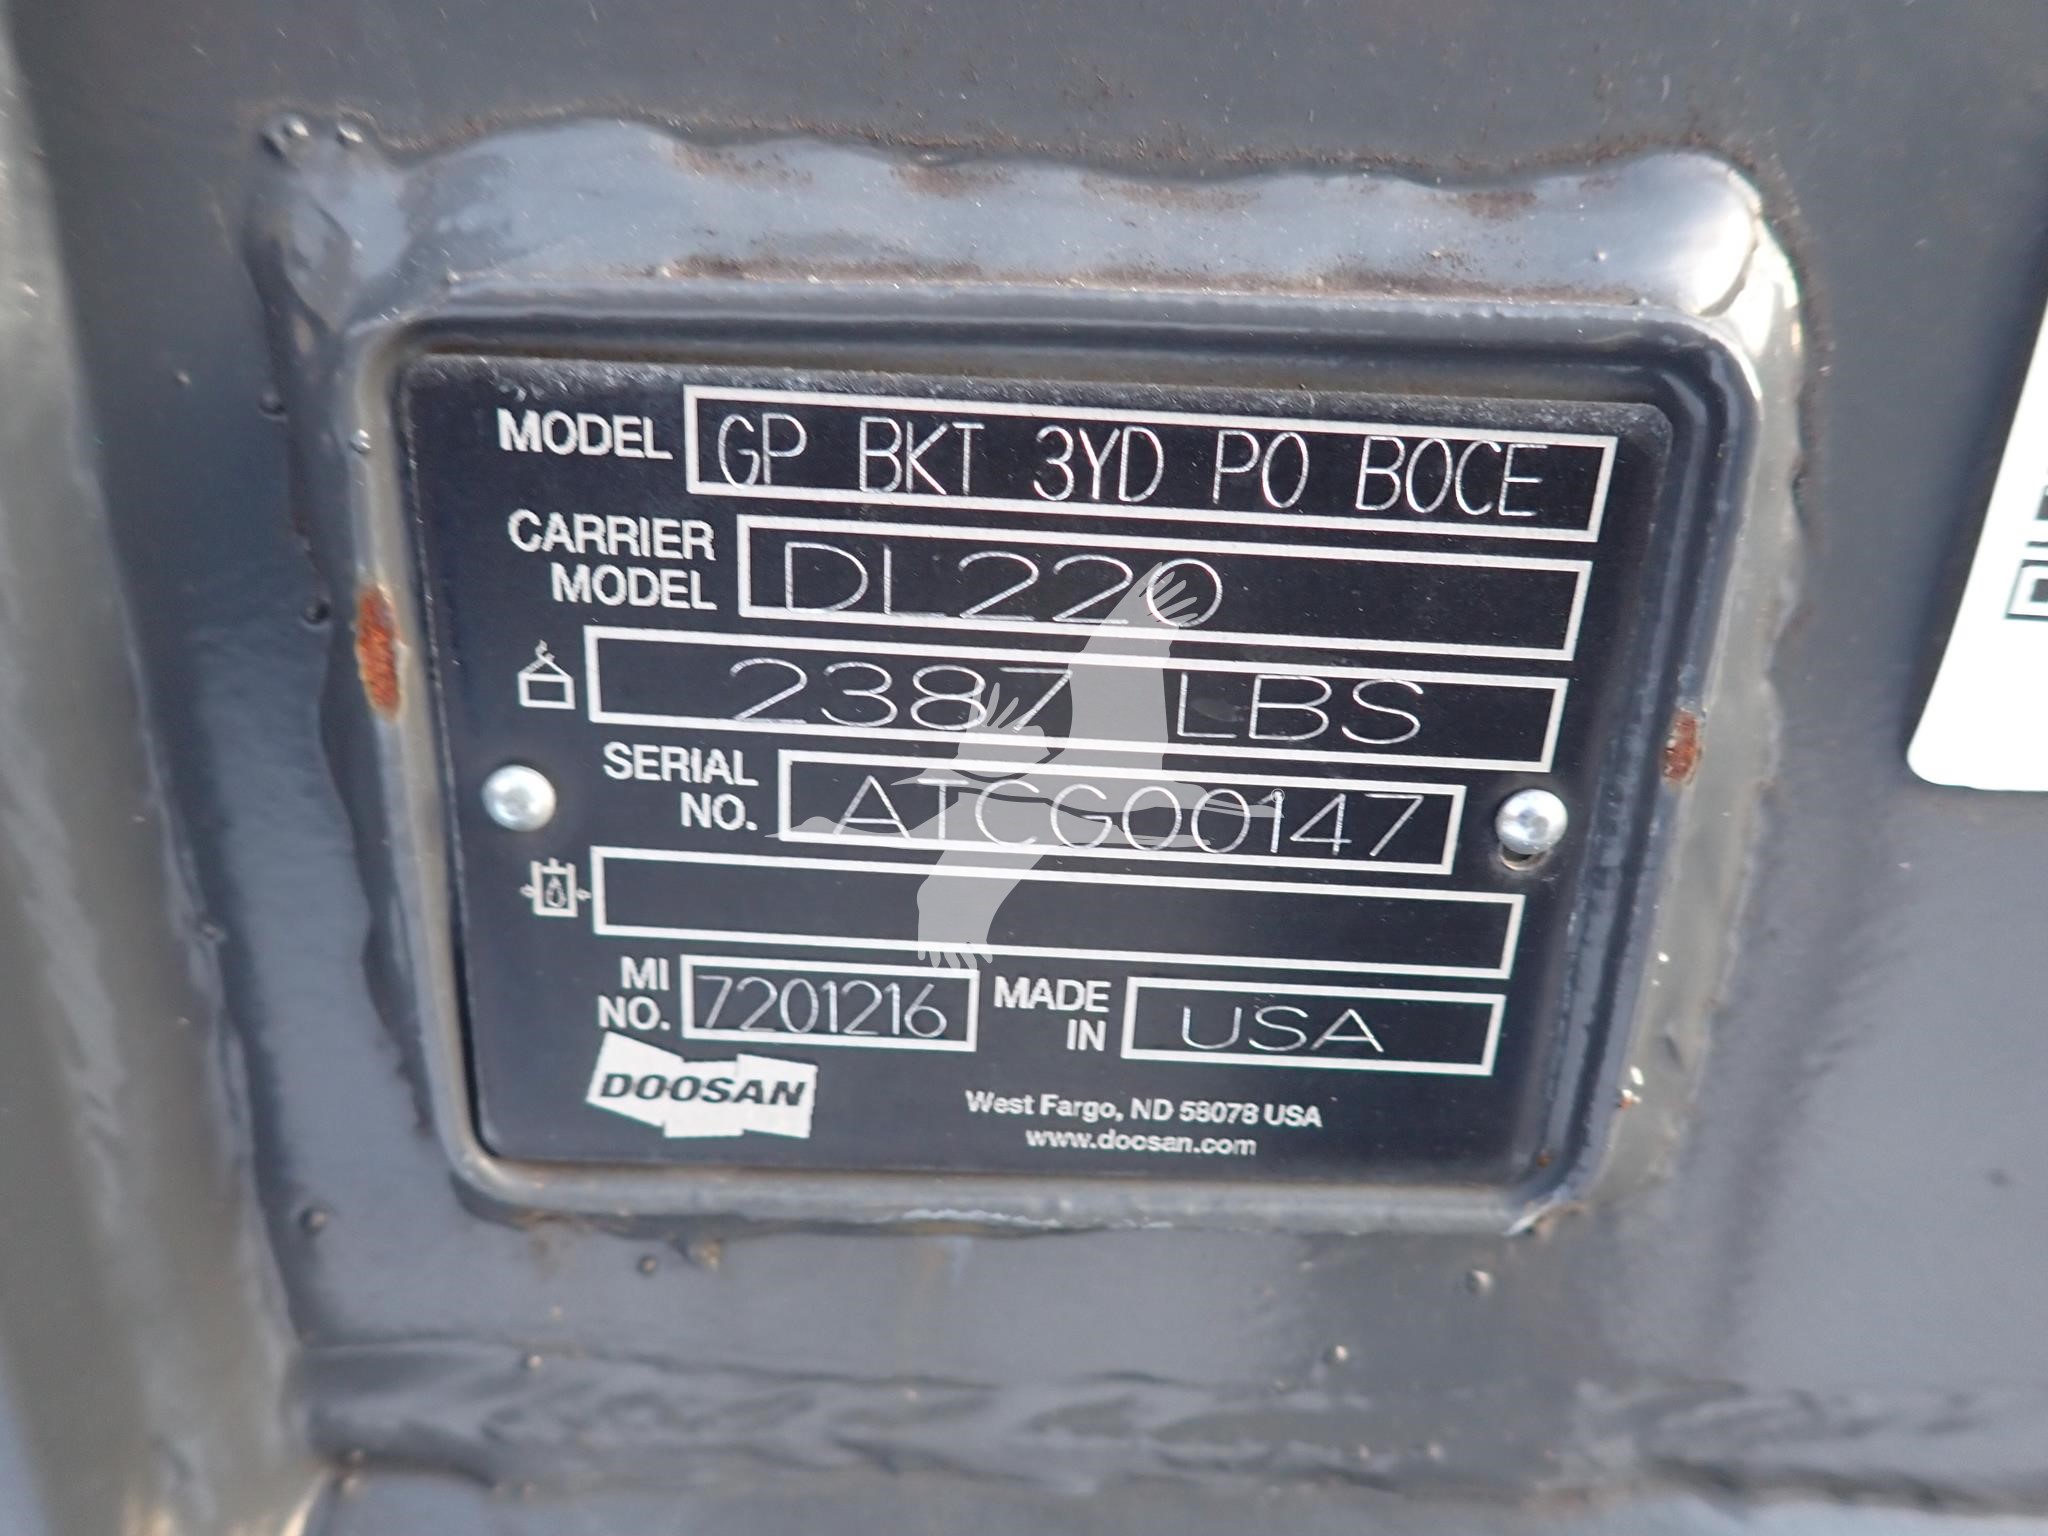 MODEL GP BKT 3YD PO BOCE
CARRIER MODEL DL220
2387 LBS
SERIAL NO. ATCG00147
MI NO. 7201216 MADE IN USA
DOOSAN
West Fargo, ND 58078 USA
www.doosan.com